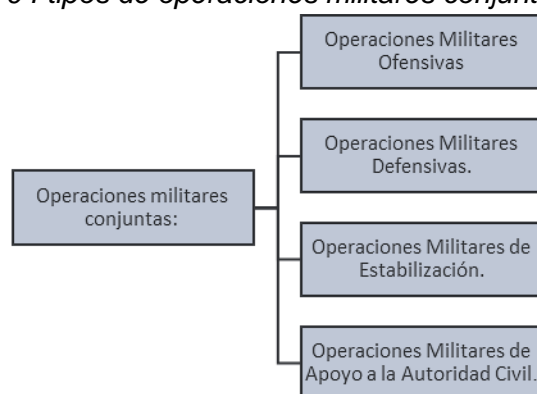 tipos de operaciones militares conjunt
Operaciones Militares
Ofensivas
Operaciones Militares
Defensivas.
Operaciones militares
conjuntas:
Operaciones Militares de
Estabilización.
Operaciones Militares de
Apoyo a la Autoridad Civil.